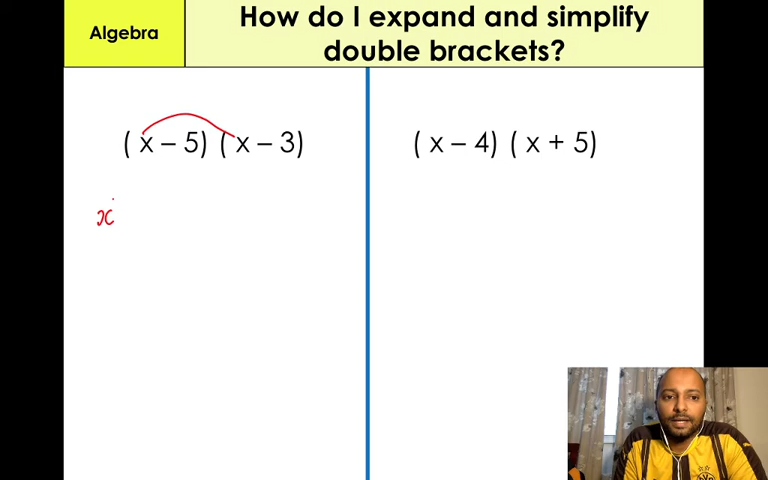 Algebra
How do I expand and simplify
double brackets?
( x – 5) ( x – 3)
( x – 4) ( x + 5)
x